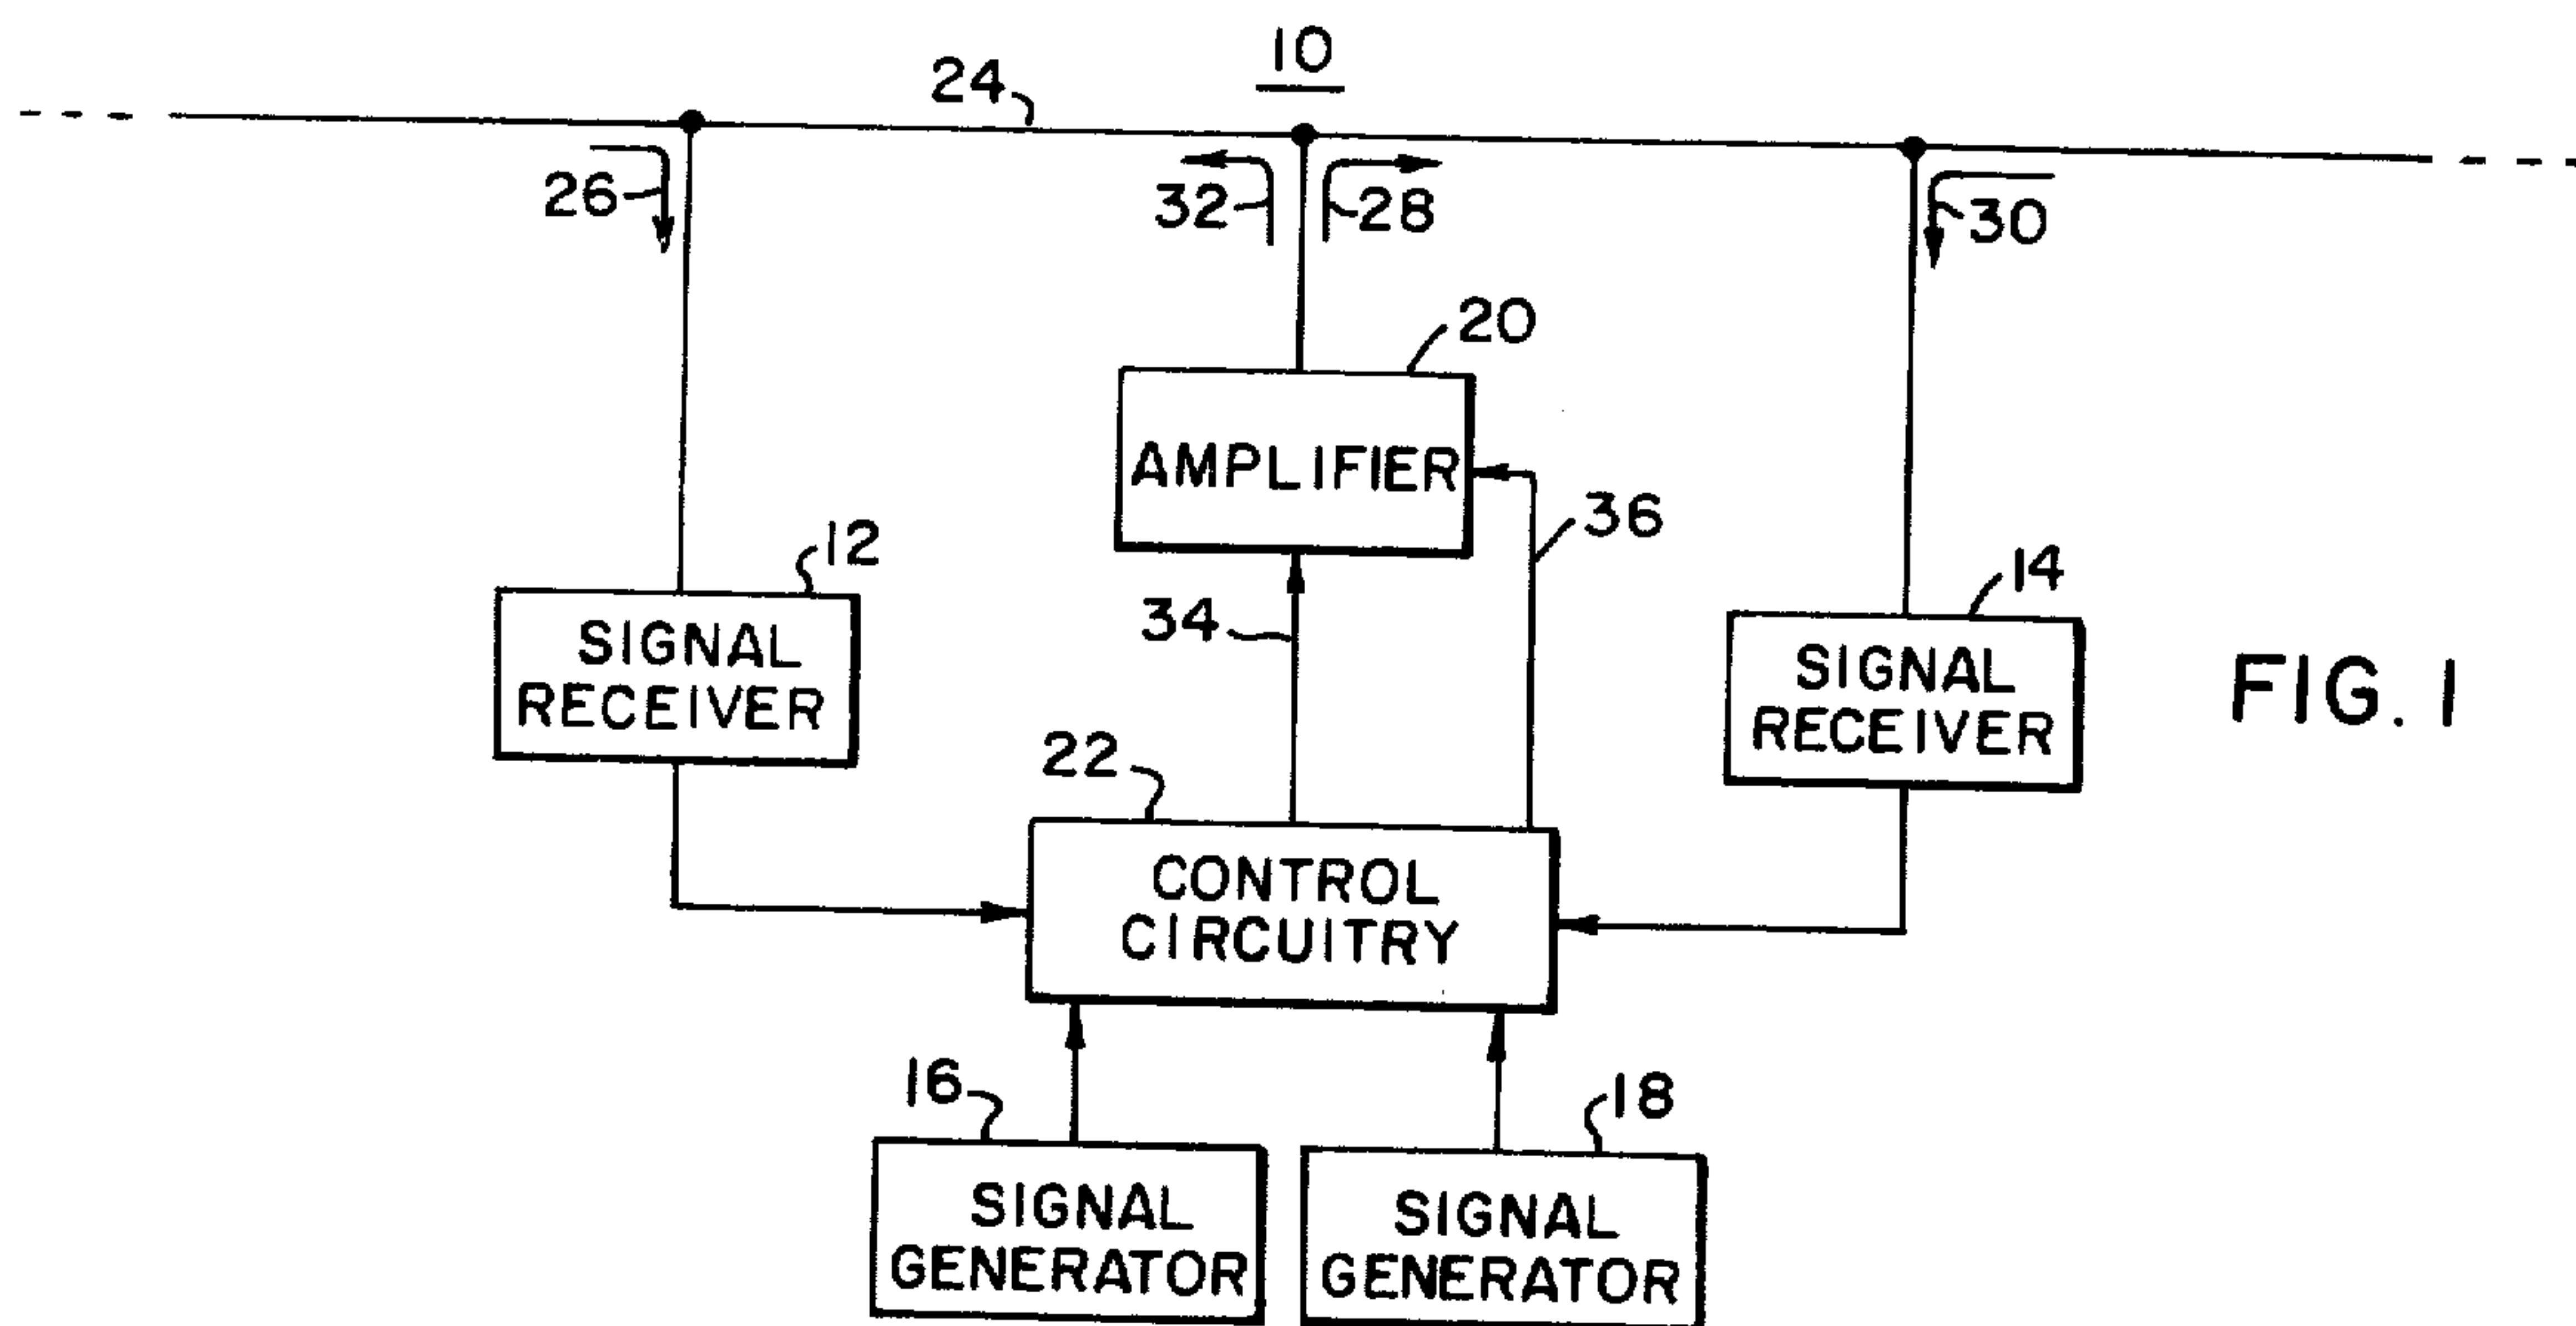 10
24
26
32
28
30
20
AMPLIFIER
36
12
14
34
SIGNAL
RECEIVER
SIGNAL
RECEIVER
FIG. 1
22
CONTROL
CIRCUITRY
16
18
SIGNAL
GENERATOR
SIGNAL
GENERATOR